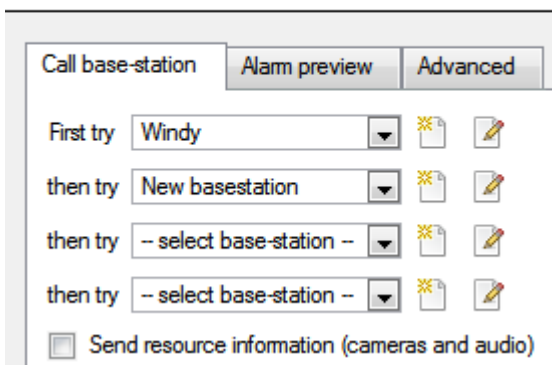 Call base-station Alarm preview Advanced
First try Windy
then try New basestation
then try -- select base-station --
then try -- select base-station --
Send resource information (cameras and audio)